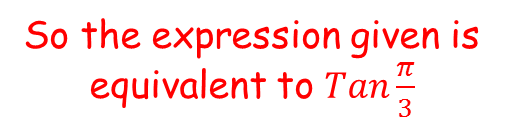 So the expression given is
equivalent to Tan π/3